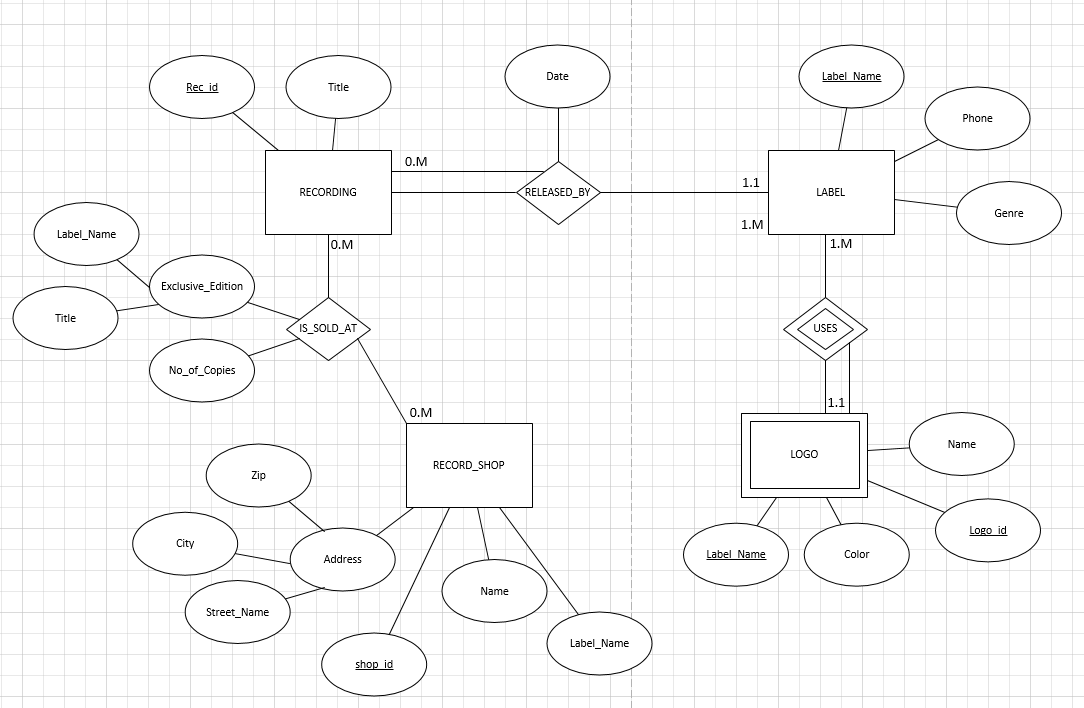 Date
Rec_id
Title
Label_Name
Phone
0.M
1.1
RECORDING
RELEASED_BY
LABEL
Genre
1.M
0.M
1.M
Label_Name
Exclusive_Edition
Title
IS_SOLD_AT
USES
No_of_Copies
1.1
0.M
Name
LOGO
RECORD_SHOP
Zip
Logo_id
City
Label_Name
Color
Address
Name
Street_Name
Label_Name
shop_id